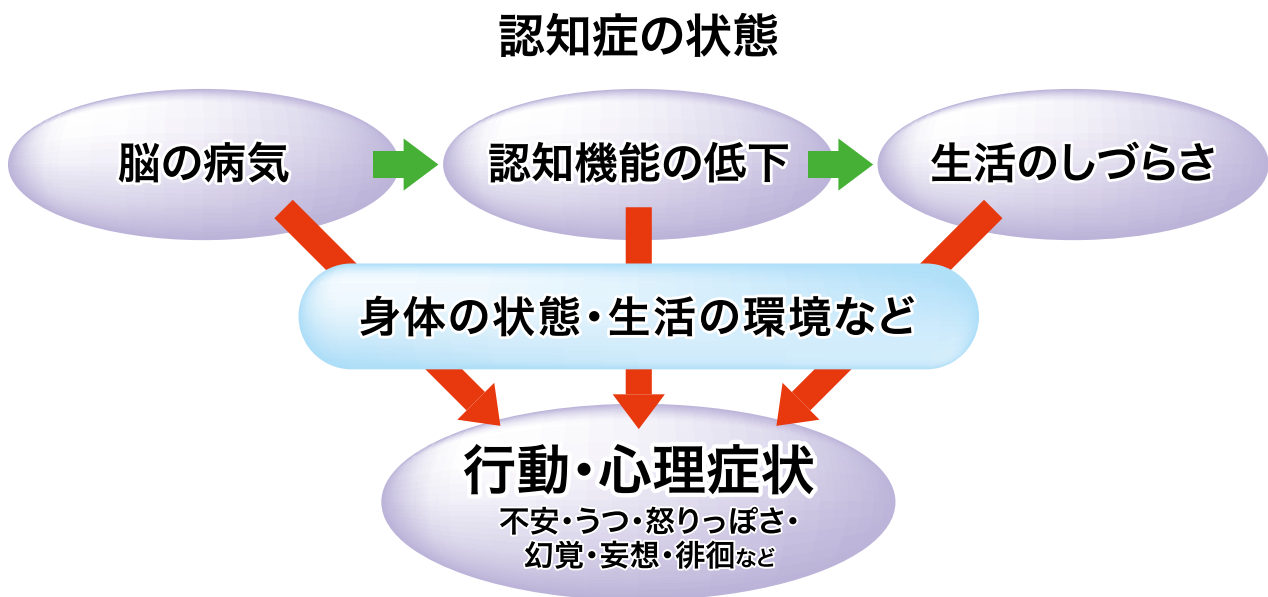 認知症の状態
脳の病気
認知機能の低下
生活のしづらさ
身体の状態・生活の環境など
行動・心理症状
不安・うつ・怒りっぽさ・
幻覚・妄想・徘徊など